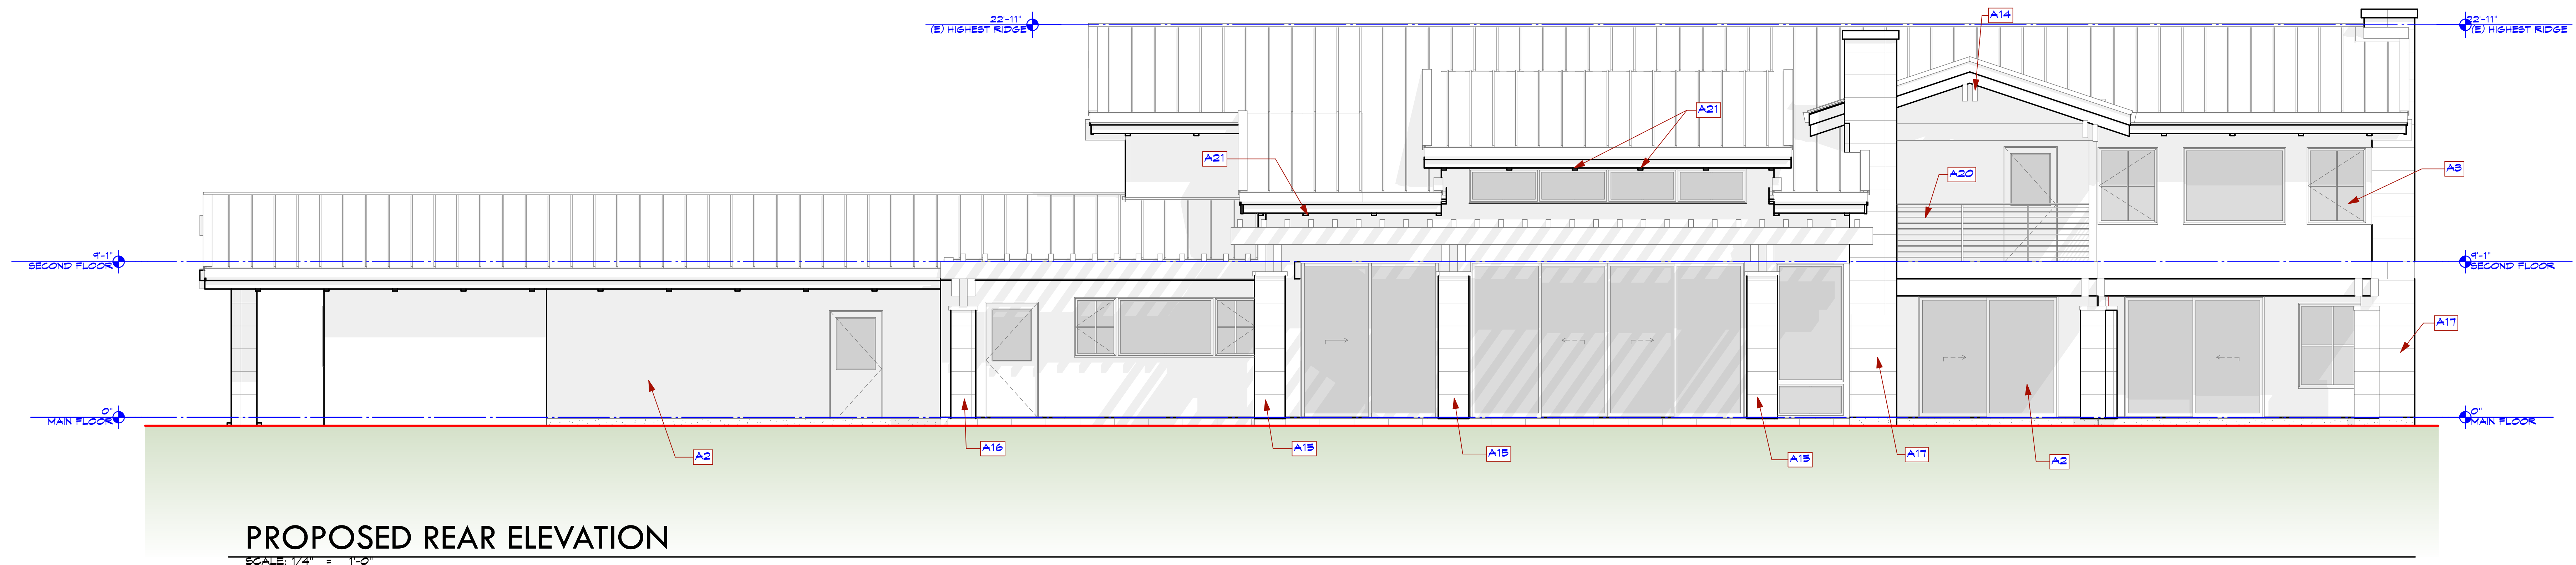 22'-11"
(E) HIGHEST RIDGE
A14
22'-11"
(E) HIGHEST RIDGE
A21
A21
A20
A3
9'-1"
SECOND FLOOR
9'-1"
SECOND FLOOR
A17
0"
MAIN FLOOR
0"
MAIN FLOOR
A2
A16
A15
A15
A15
A17
A2
PROPOSED REAR ELEVATION
SCALE: 1/4" = 1'-0"